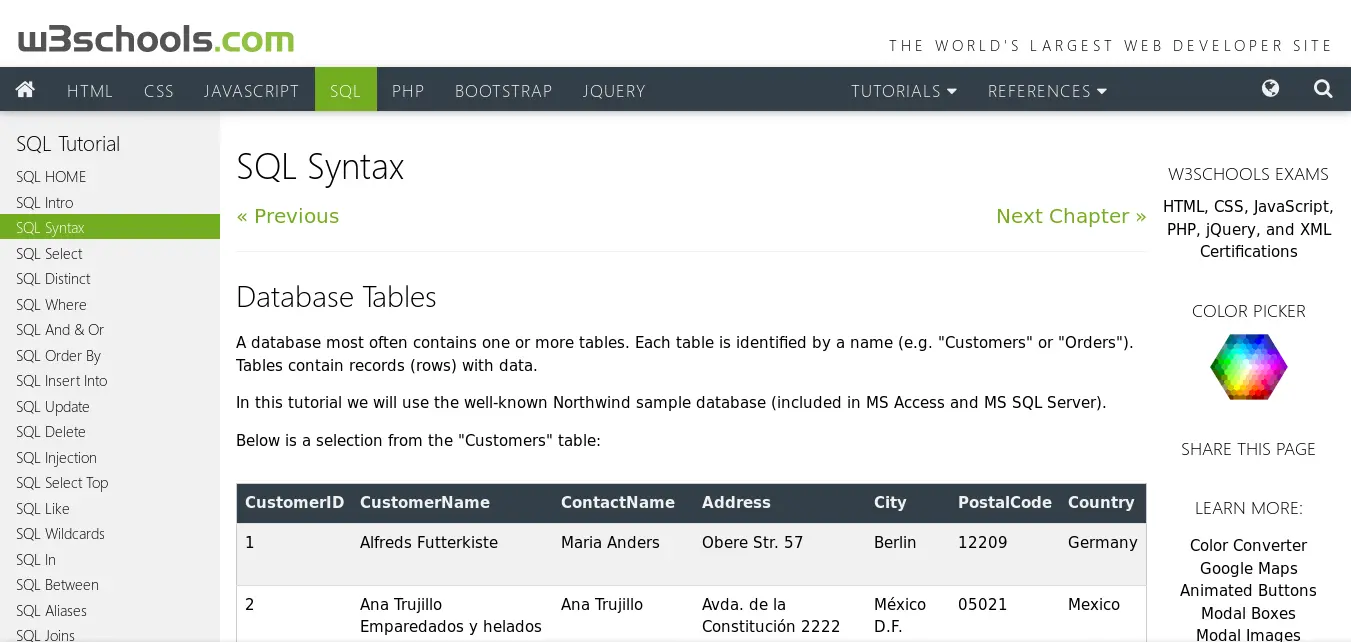 w3schools.com
THE WORLD'S LARGEST WEB DEVELOPER SITE
HTML CSS JAVASCRIPT SQL PHP BOOTSTRAP JQUERY TUTORIALS REFERENCES
SQL Tutorial
SQL HOME
SQL Intro
SQL Syntax
SQL Select
SQL Distinct
SQL Where
SQL And & Or
SQL Order By
SQL Insert Into
SQL Update
SQL Delete
SQL Injection
SQL Select Top
SQL Like
SQL Wildcards
SQL In
SQL Between
SQL Aliases
SQL Joins
SQL Syntax
« Previous Next Chapter »
Database Tables
A database most often contains one or more tables. Each table is identified by a name (e.g. "Customers" or "Orders").
Tables contain records (rows) with data.
In this tutorial we will use the well-known Northwind sample database (included in MS Access and MS SQL Server).
Below is a selection from the "Customers" table:
CustomerID CustomerName ContactName Address City PostalCode Country
1 Alfreds Futterkiste Maria Anders Obere Str. 57 Berlin 12209 Germany
2 Ana Trujillo Ana Trujillo Avda. de la México 05021 Mexico
Emparedados y helados Constitución 2222 D.F.
W3SCHOOLS EXAMS
HTML, CSS, JavaScript,
PHP, jQuery, and XML
Certifications
COLOR PICKER
SHARE THIS PAGE
LEARN MORE:
Color Converter
Google Maps
Animated Buttons
Modal Boxes
Modal Images